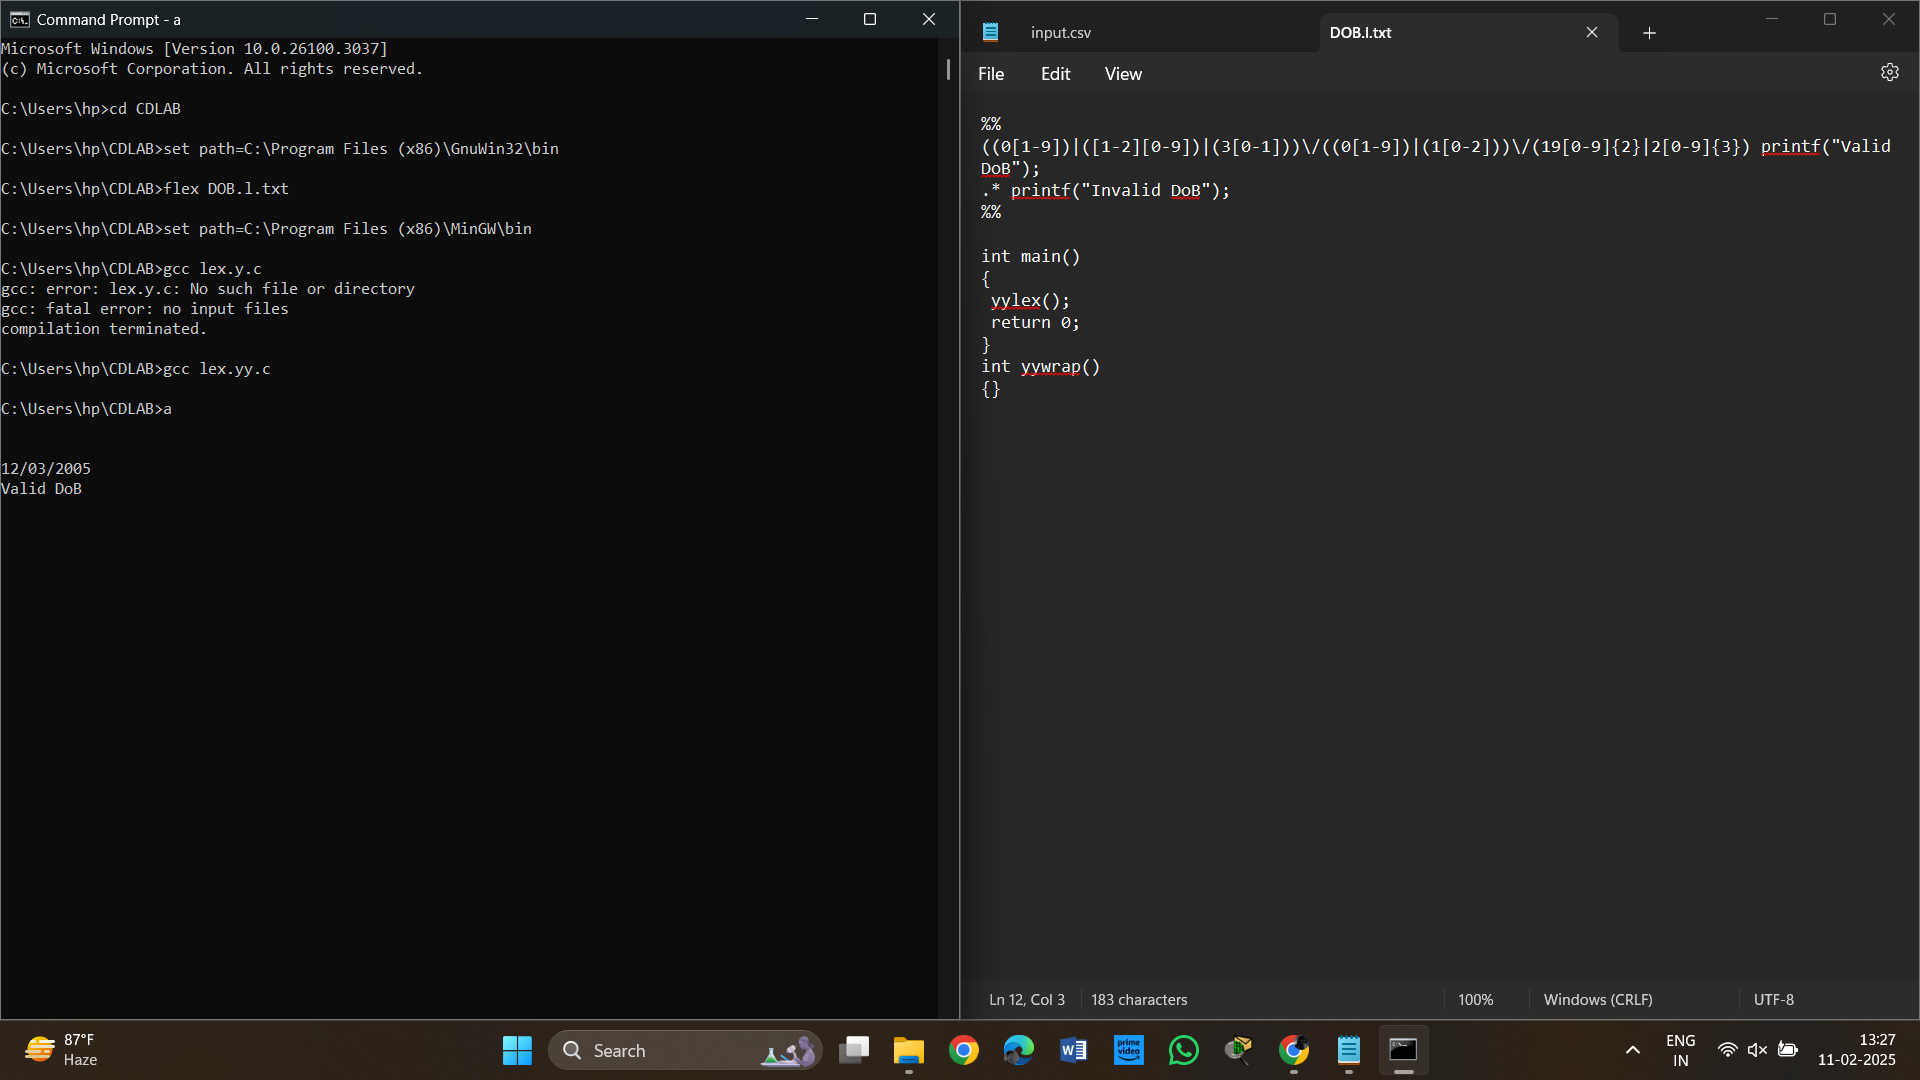 Command Prompt - a
Microsoft Windows [Version 10.0.26100.3037]
(c) Microsoft Corporation. All rights reserved.
C:\Users\hp>cd CDLAB
C:\Users\hp\CDLAB>set path=C:\Program Files (x86)\GnuWin32\bin
C:\Users\hp\CDLAB>flex DOB.l.txt
C:\Users\hp\CDLAB>set path=C:\Program Files (x86)\MinGW\bin
C:\Users\hp\CDLAB>gcc lex.y.c
gcc: error: lex.y.c: No such file or directory
gcc: fatal error: no input files
compilation terminated.
C:\Users\hp\CDLAB>gcc lex.yy.c
C:\Users\hp\CDLAB>a
12/03/2005
Valid DoB
input.csv
DOB.l.txt
File Edit View
%%
((0[1-9])|([1-2][0-9])|(3[0-1]))\/((0[1-9])|(1[0-2]))\/(19[0-9]{2}|2[0-9]{3}) printf("Valid
DoB");
.* printf("Invalid DoB");
%%
int main()
{
yylex();
return 0;
}
int yywrap()
{}
Ln 12, Col 3 183 characters 100% Windows (CRLF) UTF-8
87°F
Haze
Search
prime video
ENG
IN
13:27
11-02-2025